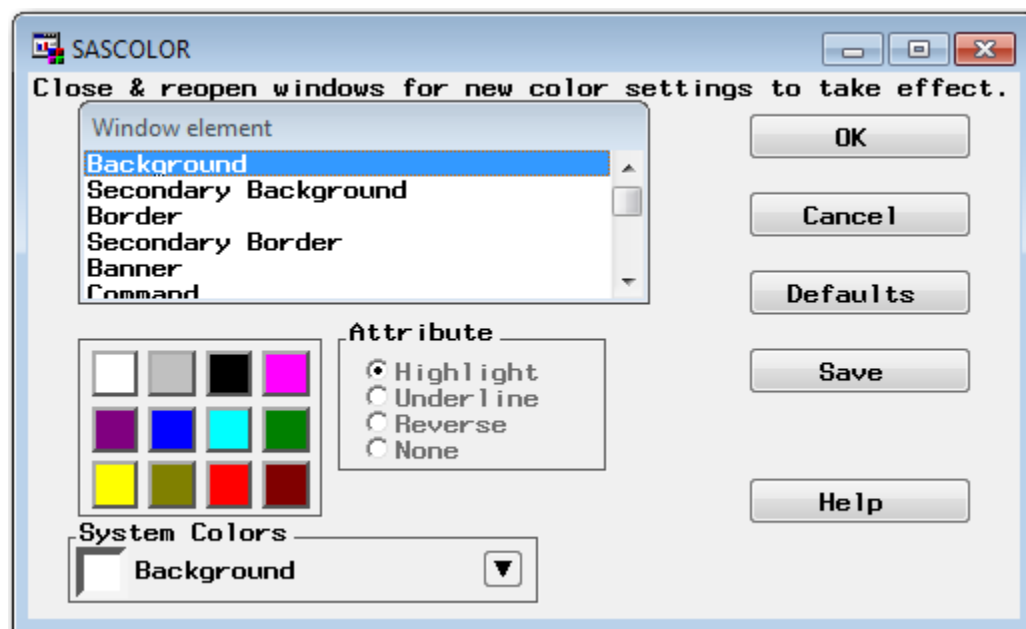 SASCOLOR
Close & reopen windows for new color settings to take effect.
Window element
Background
Secondary Background
Border
Secondary Border
Banner
Command
OK
Cancel
Defaults
Save
Help
Attribute
Highlight
Underline
Reverse
None
System Colors
Background